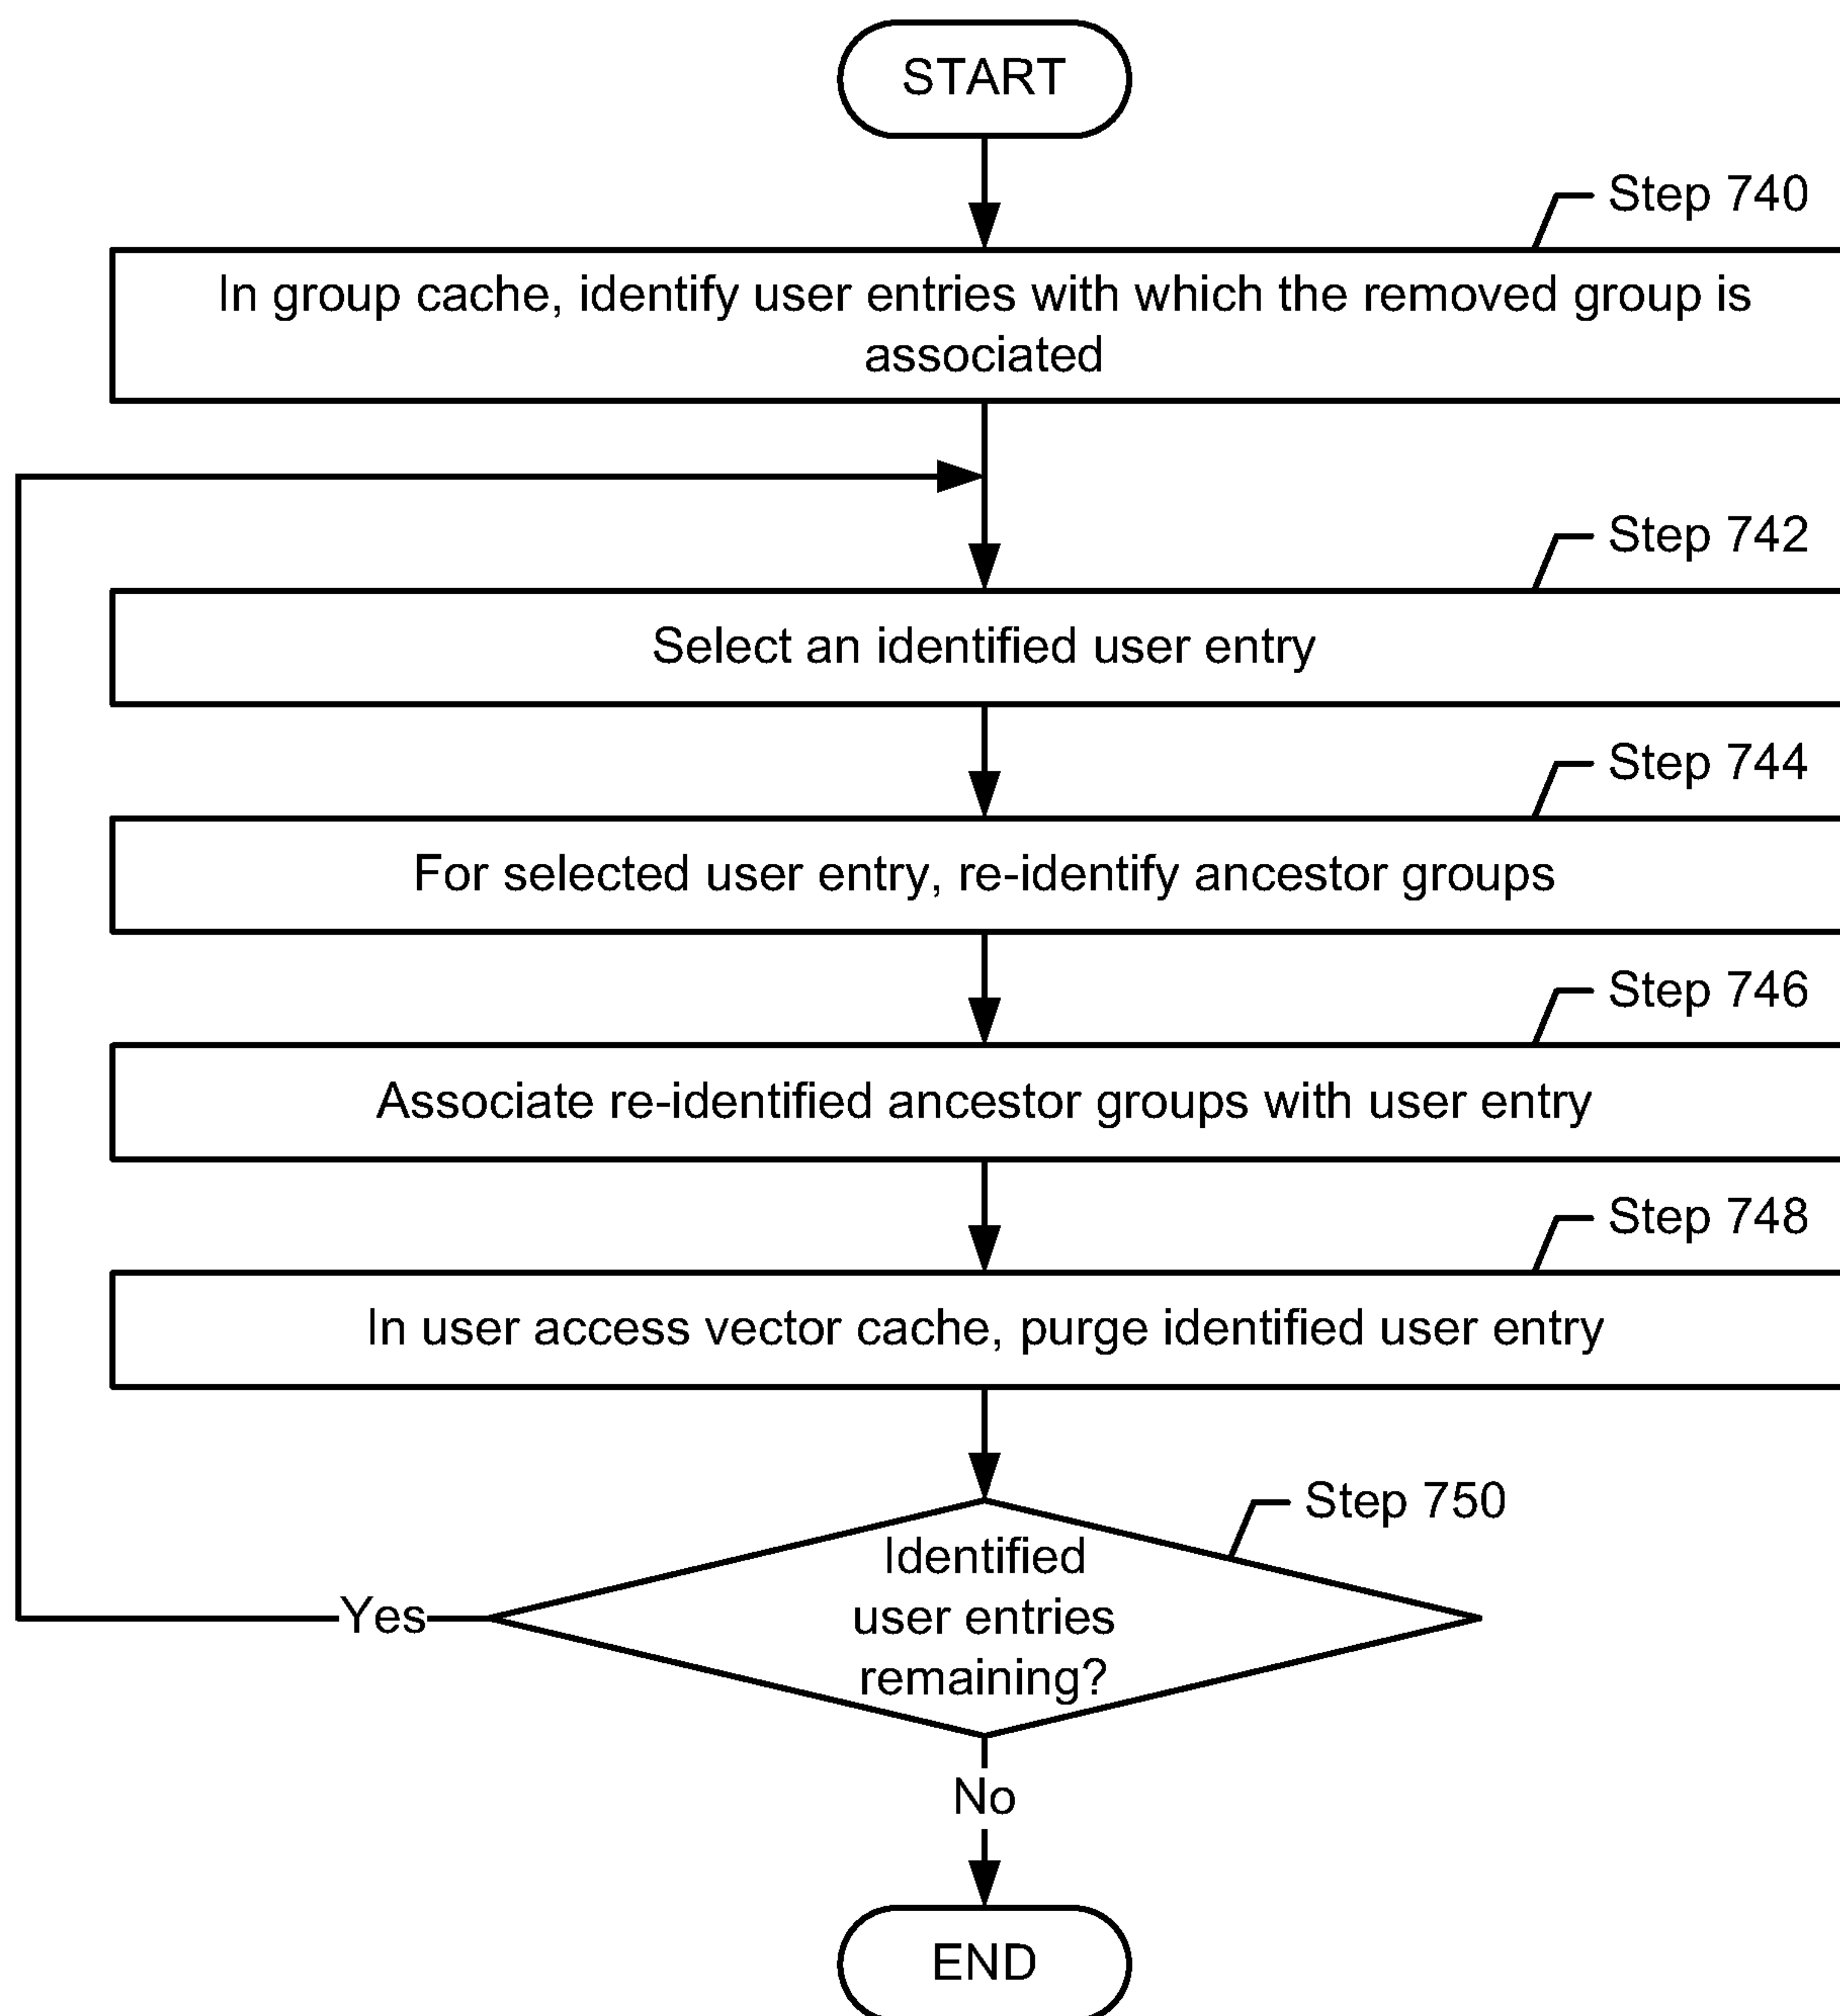 START
Step 740
In group cache, identify user entries with which the removed group is
associated
Step 742
Select an identified user entry
Step 744
For selected user entry, re-identify ancestor groups
Step 746
Associate re-identified ancestor groups with user entry
Step 748
In user access vector cache, purge identified user entry
Step 750
Identified
user entries
remaining?
Yes
No
END